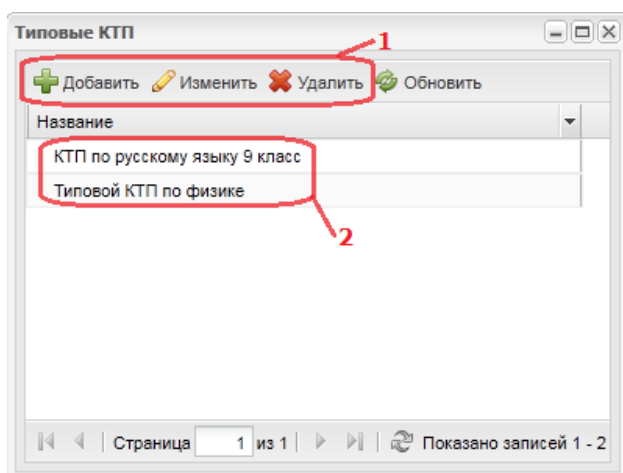 Типовые КТП
1
Добавить Изменить Удалить Обновить
Название
КТП по русскому языку 9 класс
Типовой КТП по физике
2
Страница 1 из 1 Показано записей 1 - 2